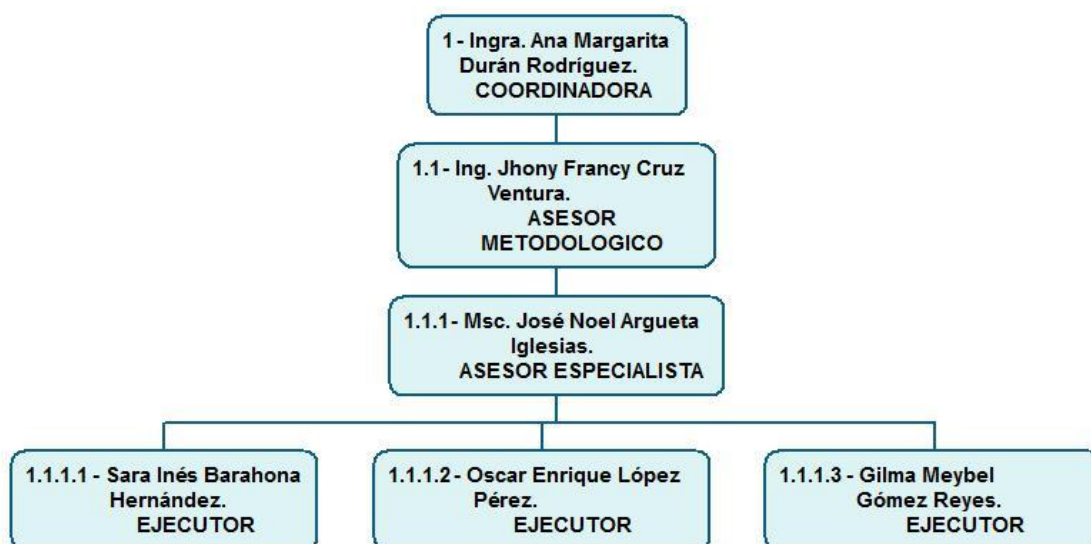 1 - Ingra. Ana Margarita
Durán Rodríguez.
COORDINADORA
1.1- Ing. Jhony Francy Cruz
Ventura.
ASESOR
METODOLOGICO
1.1.1- Msc. José Noel Argueta
Iglesias.
ASESOR ESPECIALISTA
1.1.1.1 - Sara Inés Barahona
Hernández.
EJECUTOR
1.1.1.2 - Oscar Enrique López
Pérez.
EJECUTOR
1.1.1.3 - Gilma Meybel
Gómez Reyes.
EJECUTOR